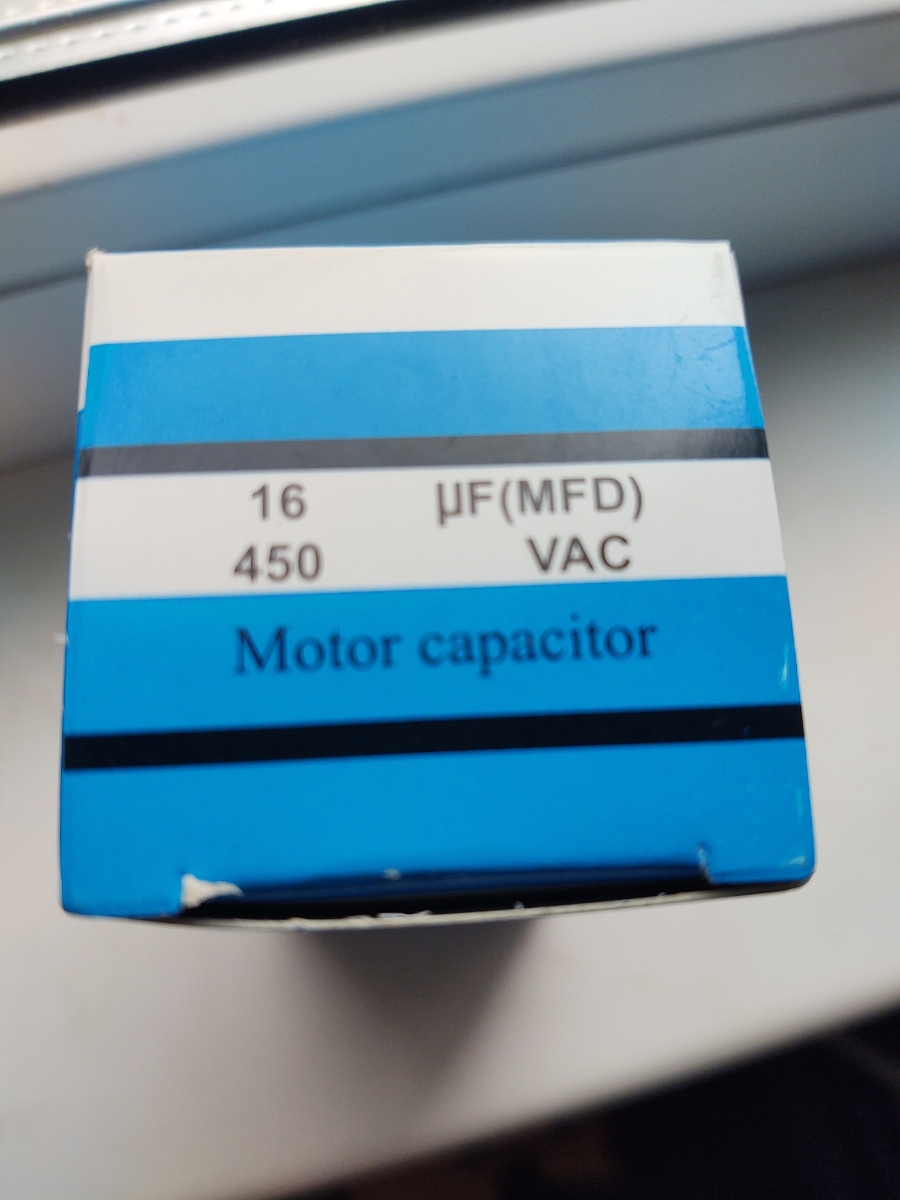 16 µF(MFD)
450 VAC
Motor capacitor